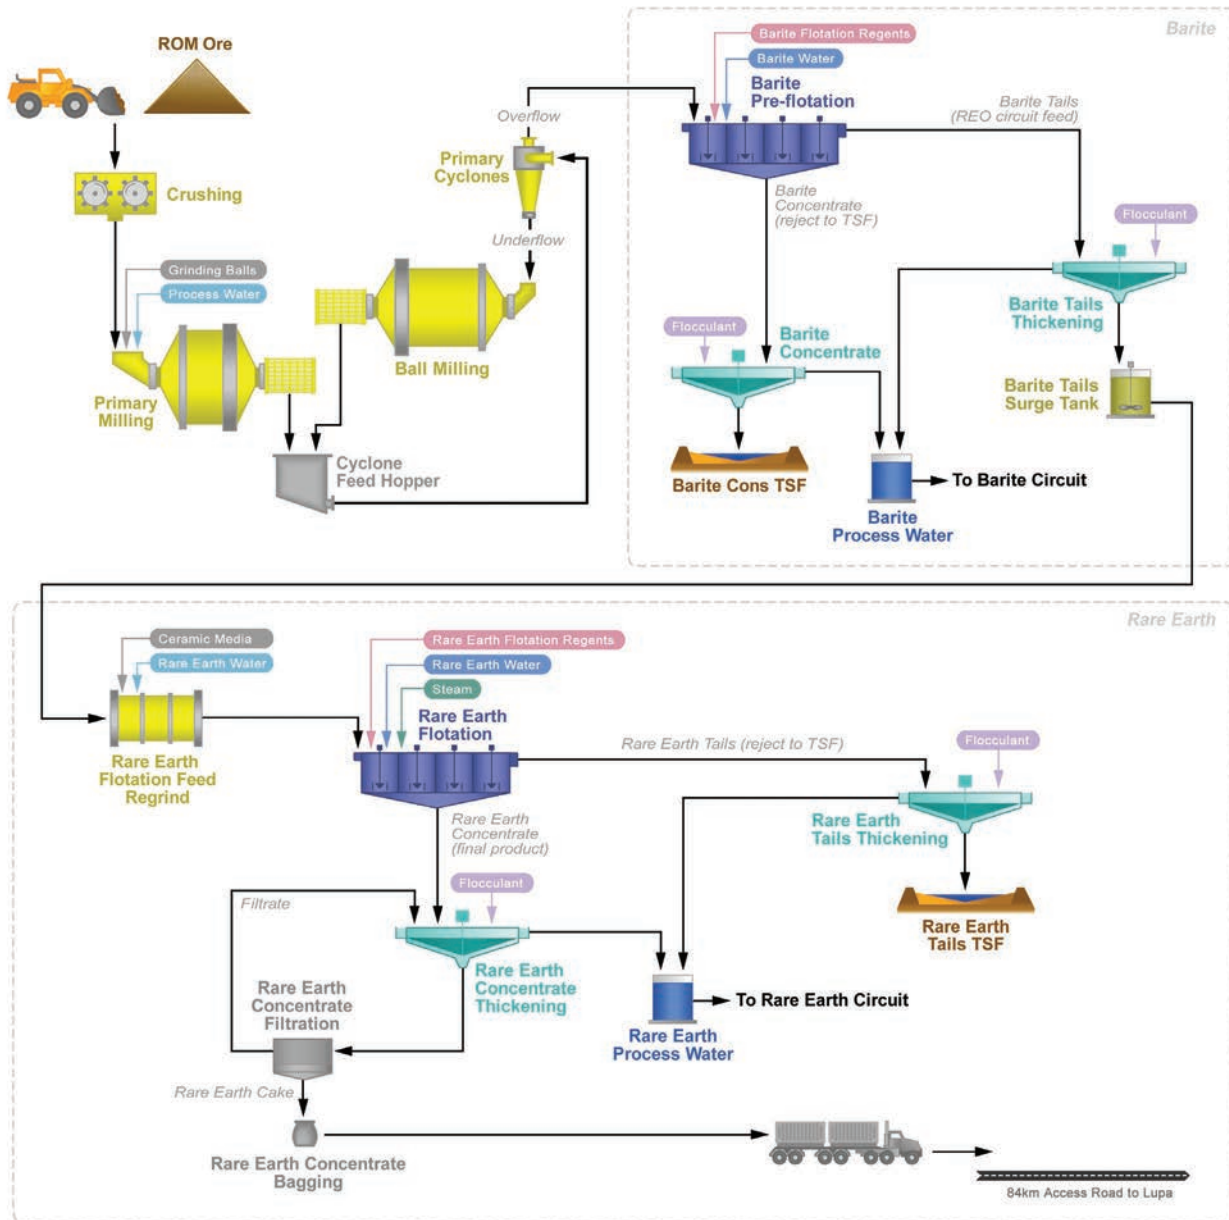 Barite
ROM Ore
Barite Flotation Regents
Barite Water
Barite
Pre-flotation
Overflow
Barite Tails
(REO circuit feed)
Primary
Cyclones
Crushing
Barite
Concentrate
(reject to TSF)
Flocculant
Underflow
Grinding Balls
Process Water
Barite Tails
Thickening
Flocculant
Barite
Concentrate
Ball Milling
Primary
Milling
Barite Tails
Surge Tank
Cyclone
Feed Hopper
Barite Cons TSF
To Barite Circuit
Barite
Process Water
Rare Earth
Ceramic Media
Rare Earth Water
Rare Earth Flotation Regents
Rare Earth Water
Steam
Rare Earth
Flotation
Rare Earth Tails (reject to TSF)
Flocculant
Rare Earth
Flotation Feed
Regrind
Rare Earth
Concentrate
(final product)
Rare Earth
Tails Thickening
Flocculant
Filtrate
Rare Earth
Tails TSF
Rare Earth
Concentrate
Thickening
Rare Earth
Concentrate
Filtration
To Rare Earth Circuit
Rare Earth
Process Water
Rare Earth Cake
Rare Earth Concentrate
Bagging
84km Access Road to Lupa